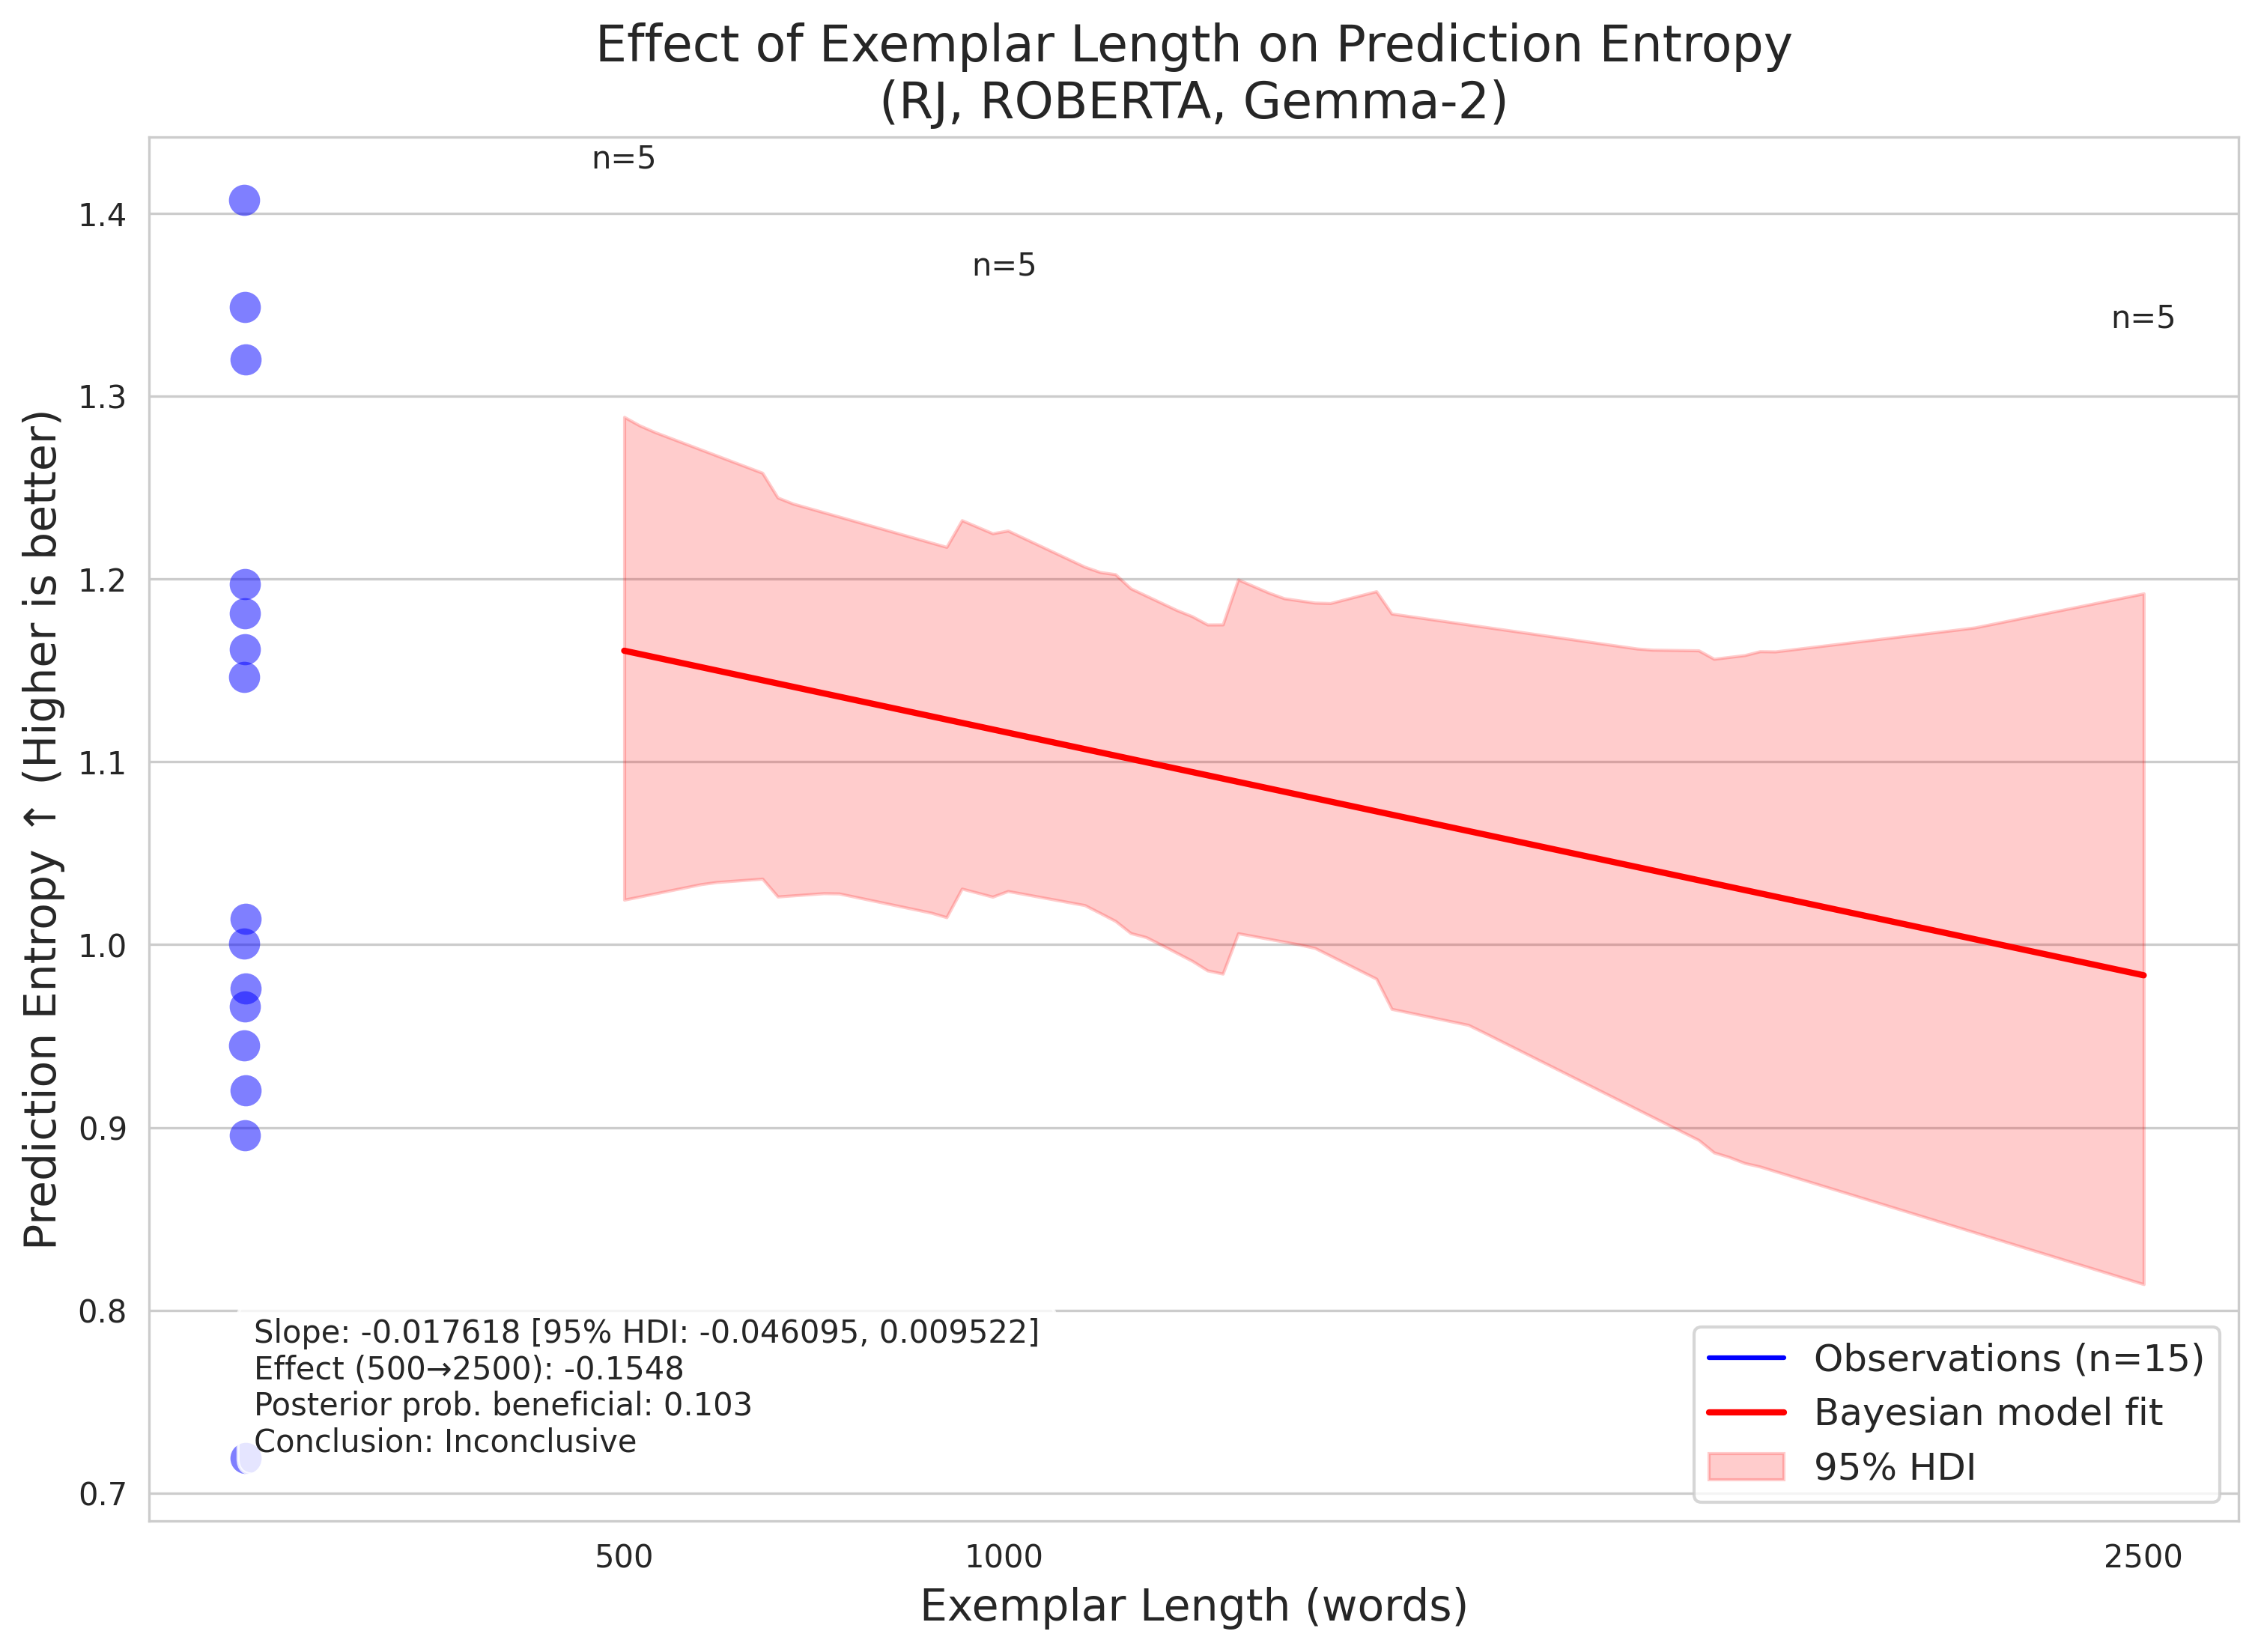 Effect of Exemplar Length on Prediction Entropy
(RJ, ROBERTA, Gemma-2)
n=5
n=5
n=5
Prediction Entropy ↑ (Higher is better)
1.4
1.3
1.2
1.1
1.0
0.9
0.8
0.7
Slope: -0.017618 [95% HDI: -0.046095, 0.009522]
Effect (500→2500): -0.1548
Posterior prob. beneficial: 0.103
Conclusion: Inconclusive
Observations (n=15)
Bayesian model fit
95% HDI
500
1000
2500
Exemplar Length (words)